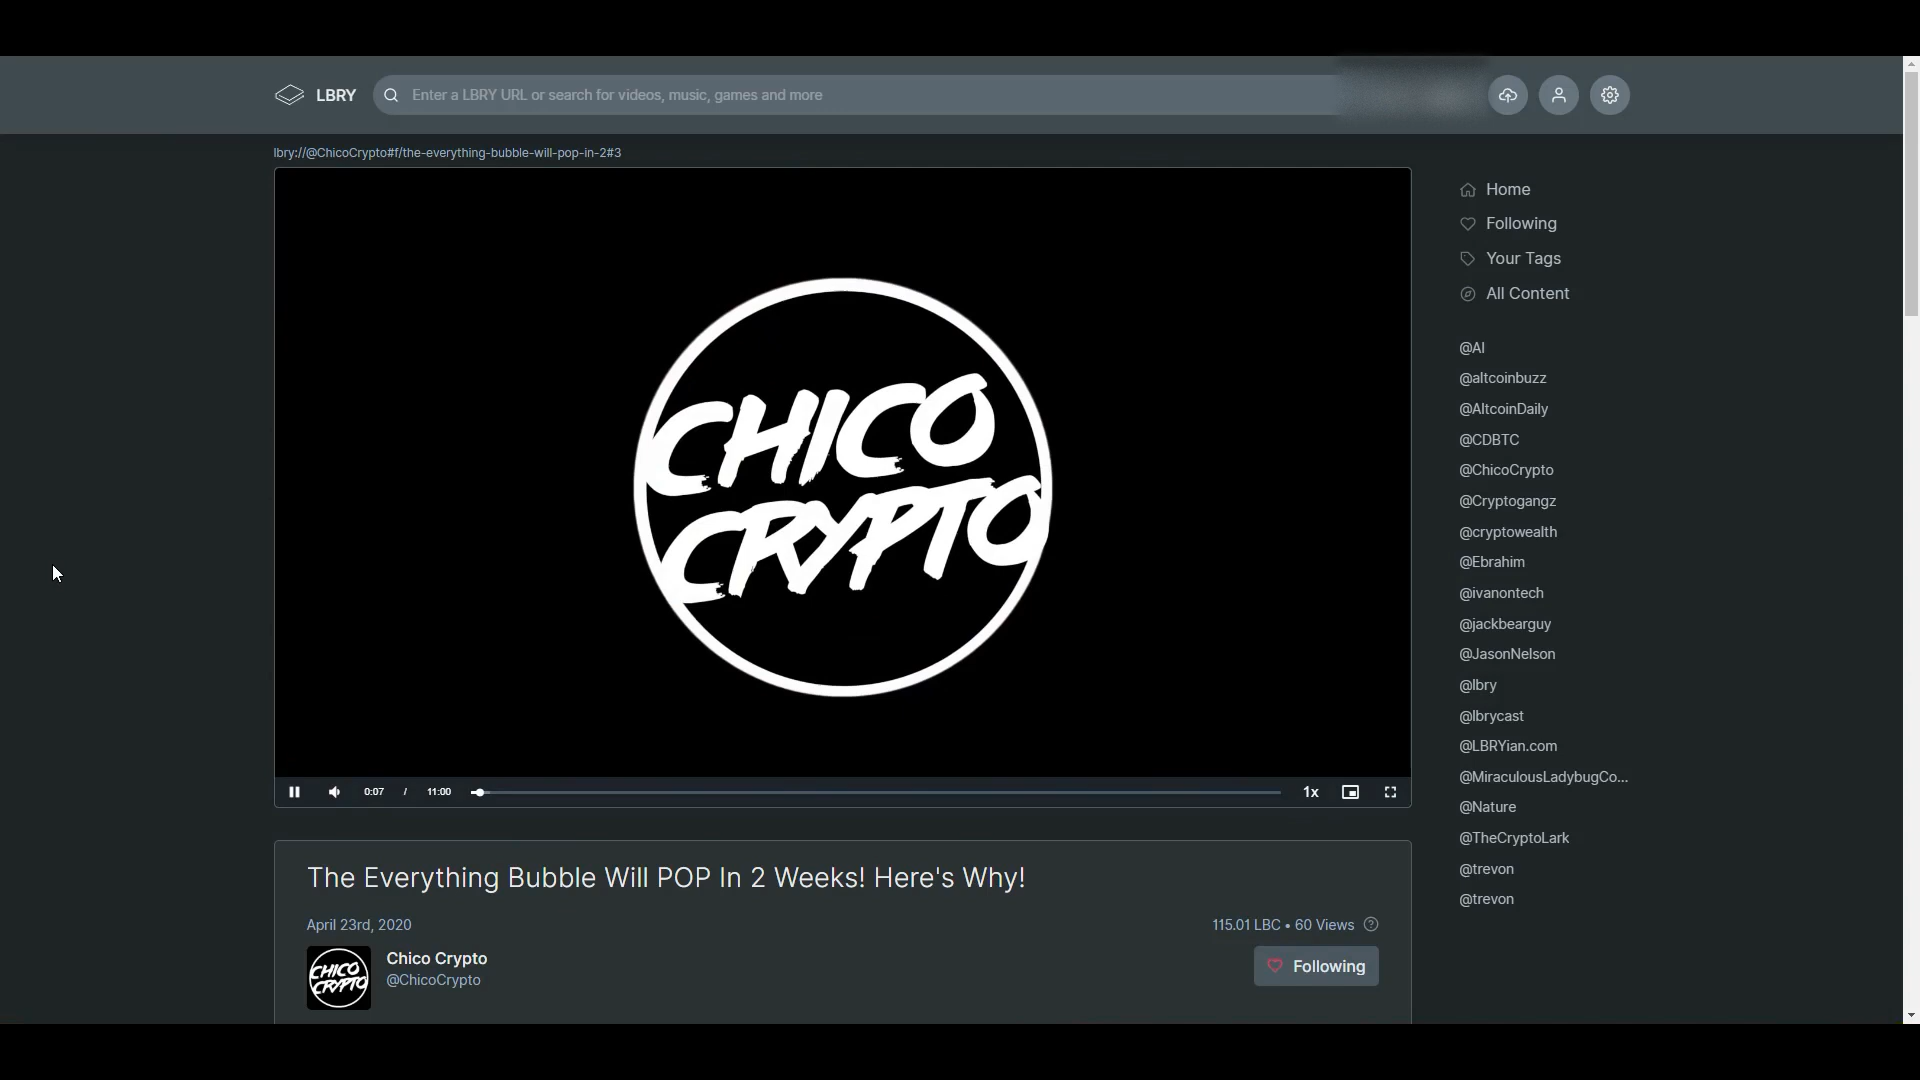 LBRY
Enter a LBRY URL or search for videos, music, games and more
lbry://@ChicoCrypto#f/the-everything-bubble-will-pop-in-2#3
CHICO
CRYPTO
0:07 / 11:00
1x
The Everything Bubble Will POP In 2 Weeks! Here's Why!
April 23rd, 2020
115.01 LBC • 60 Views
CHICO
CRYPTO
Chico Crypto
@ChicoCrypto
Following
Home
Following
Your Tags
All Content
@AI
@altcoinbuzz
@AltcoinDaily
@CDBTC
@ChicoCrypto
@Cryptogangz
@cryptowealth
@Ebrahim
@ivanontech
@jackbearguy
@JasonNelson
@lbry
@lbrycast
@LBRYian.com
@MiraculousLadybugCo...
@Nature
@TheCryptoLark
@trevon
@trevon